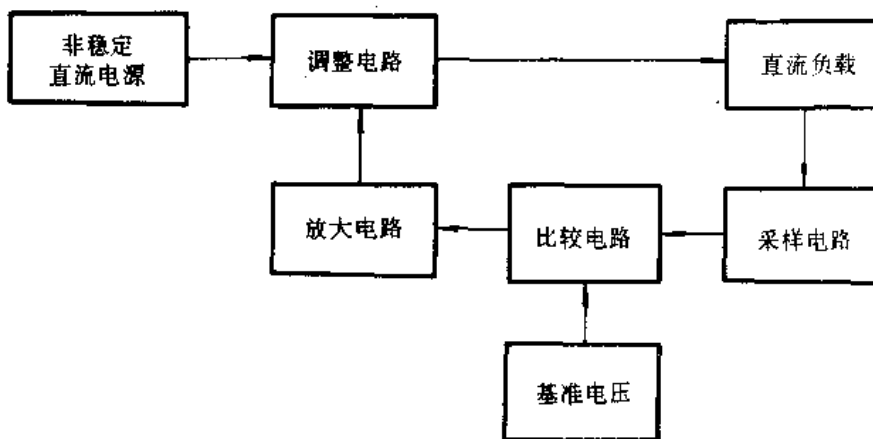 非稳定
直流电源
调整电路
直流负载
放大电路
比较电路
采样电路
基准电压